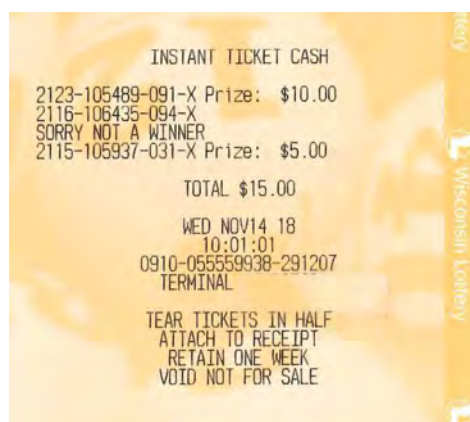 INSTANT TICKET CASH
2123-105489-091-X Prize: $10.00
2116-106435-094-X
SORRY NOT A WINNER
2115-105937-031-X Prize: $5.00
TOTAL $15.00
WED NOV14 18
10:01:01
0910-055559938-291207
TERMINAL
TEAR TICKETS IN HALF
ATTACH TO RECEIPT
RETAIN ONE WEEK
VOID NOT FOR SALE
Wisconsin Lottery